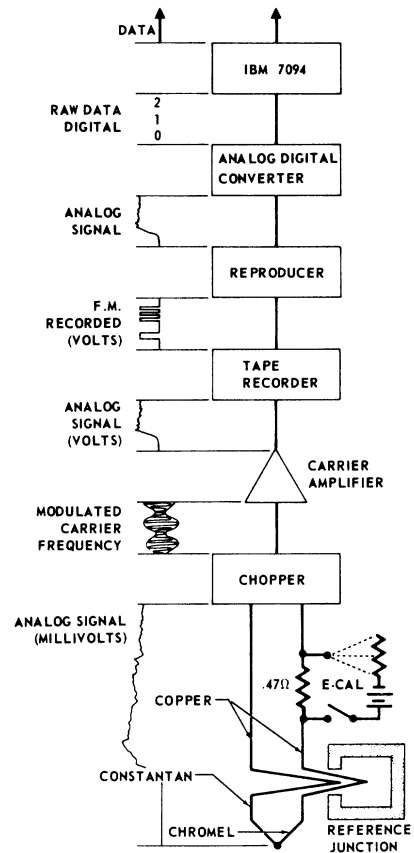 DATA
IBM 7094
RAW DATA
DIGITAL
2
1
0
ANALOG DIGITAL
CONVERTER
ANALOG
SIGNAL
REPRODUCER
F.M.
RECORDED
(VOLTS)
TAPE
RECORDER
ANALOG
SIGNAL
(VOLTS)
CARRIER
AMPLIFIER
MODULATED
CARRIER
FREQUENCY
CHOPPER
ANALOG SIGNAL
(MILLIVOLTS)
.47Ω
E-CAL
COPPER
CONSTANTAN
CHROMEL
REFERENCE
JUNCTION